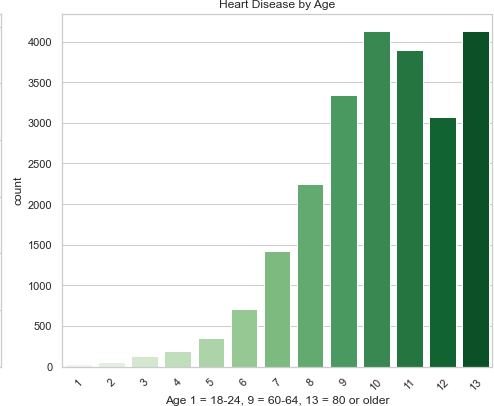 Heart Disease by Age
4000
3500
3000
2500
2000
1500
1000
500
0
count
1 2 3 4 5 6 7 8 9 10 11 12 13
Age 1 = 18-24, 9 = 60-64, 13 = 80 or older